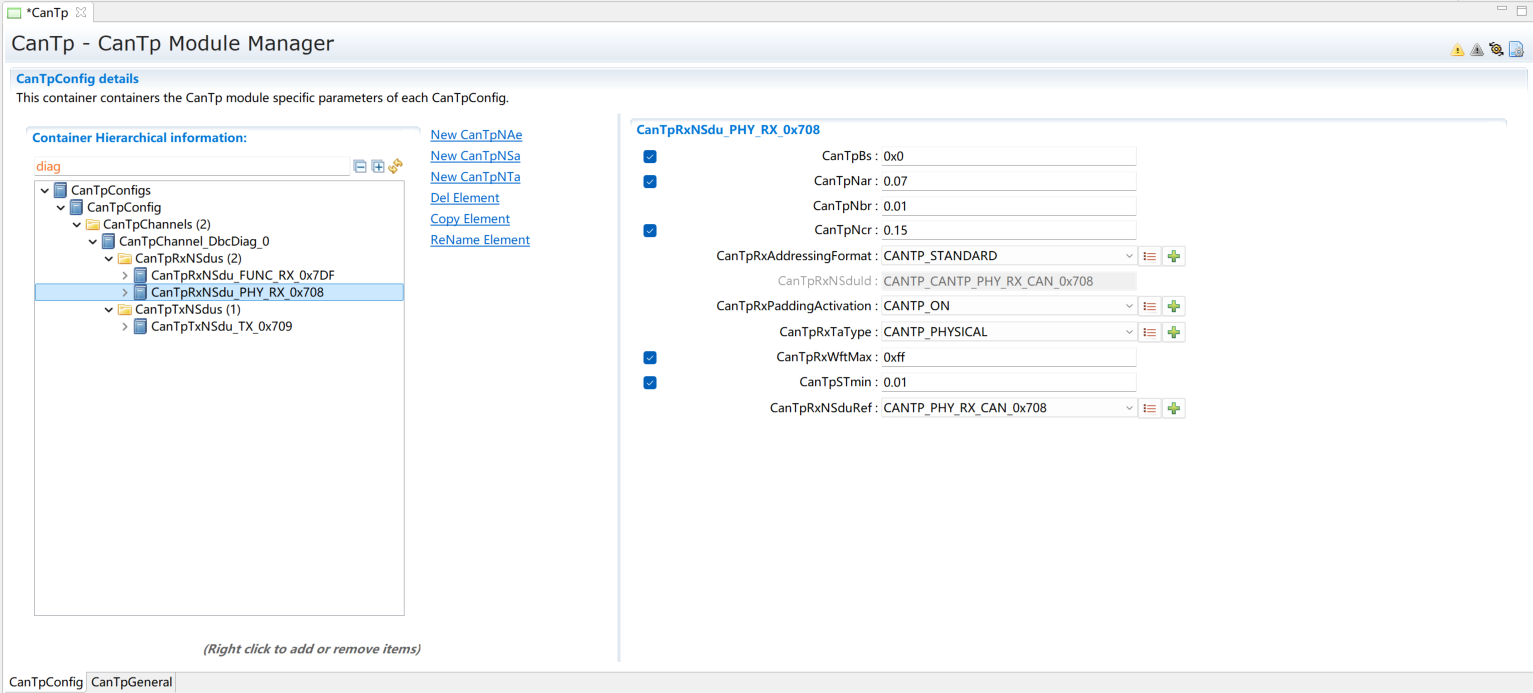 *CanTp
CanTp - CanTp Module Manager
CanTpConfig details
This container containers the CanTp module specific parameters of each CanTpConfig.
Container Hierarchical information:
diag
CanTpConfigs
CanTpConfig
CanTpChannels (2)
CanTpChannel_DbcDiag_0
CanTpRxNSdus (2)
CanTpRxNSdu_FUNC_RX_0x7DF
CanTpRxNSdu_PHY_RX_0x708
CanTpTxNSdus (1)
CanTpTxNSdu_TX_0x709
(Right click to add or remove items)
New CanTpNAe
New CanTpNSa
New CanTpNTa
Del Element
Copy Element
ReName Element
CanTpRxNSdu_PHY_RX_0x708
CanTpBs : 0x0
CanTpNar : 0.07
CanTpNbr : 0.01
CanTpNcr : 0.15
CanTpRxAddressingFormat : CANTP_STANDARD
CanTpRxNSduId : CANTP_CANTP_PHY_RX_CAN_0x708
CanTpRxPaddingActivation : CANTP_ON
CanTpRxTaType : CANTP_PHYSICAL
CanTpRxWftMax : 0xff
CanTpSTmin : 0.01
CanTpRxNSduRef : CANTP_PHY_RX_CAN_0x708
CanTpConfig CanTpGeneral